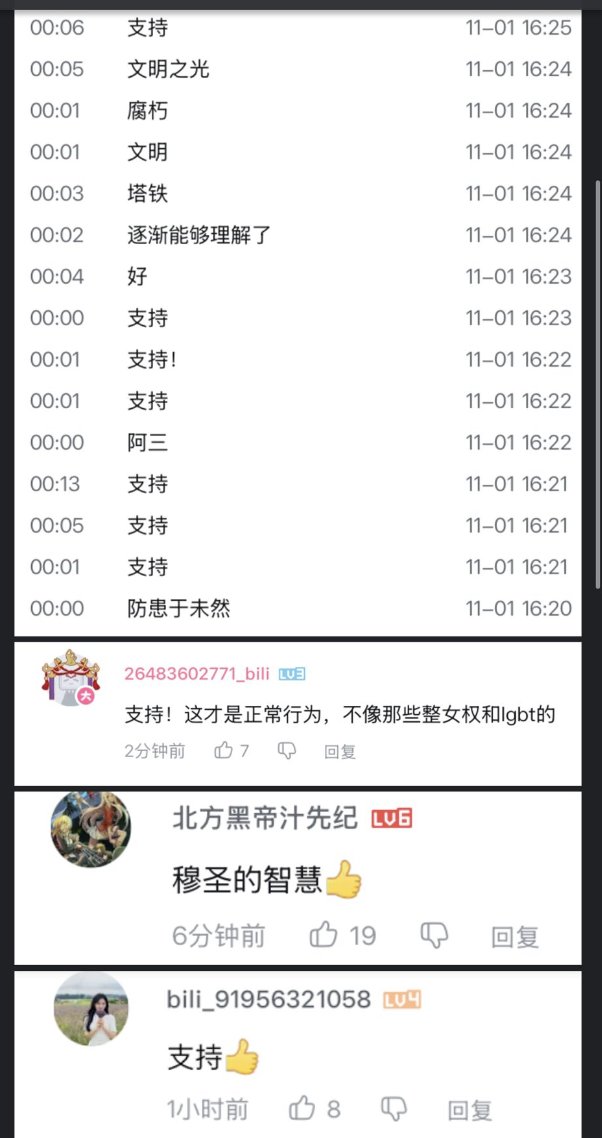 00:06 支持 11-01 16:25
00:05 文明之光 11-01 16:24
00:01 腐朽 11-01 16:24
00:01 文明 11-01 16:24
00:03 塔铁 11-01 16:24
00:02 逐渐能够理解了 11-01 16:24
00:04 好 11-01 16:23
00:00 支持 11-01 16:23
00:01 支持！ 11-01 16:22
00:01 支持 11-01 16:22
00:00 阿三 11-01 16:22
00:13 支持 11-01 16:21
00:05 支持 11-01 16:21
00:01 支持 11-01 16:21
00:00 防患于未然 11-01 16:20
大
26483602771_bili LV3
支持！这才是正常行为，不像那些整女权和lgbt的
2分钟前 7 回复
北方黑帝汁先纪 LV6
穆圣的智慧👍
6分钟前 19 回复
bili_91956321058 LV4
支持👍
1小时前 8 回复